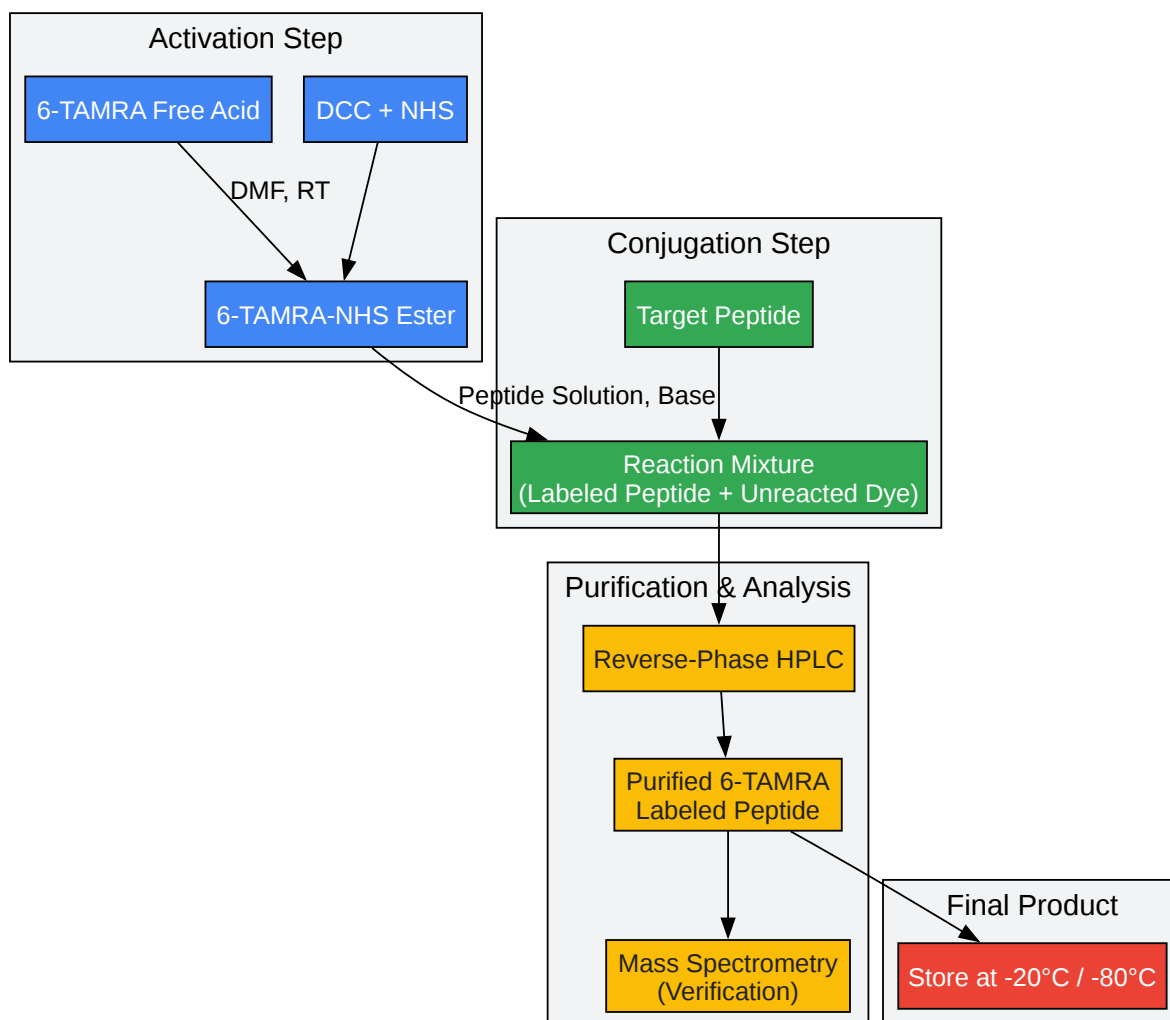 Activation Step
6-TAMRA Free Acid
DCC + NHS
DMF, RT
6-TAMRA-NHS Ester
Conjugation Step
Target Peptide
Peptide Solution, Base
Reaction Mixture
(Labeled Peptide + Unreacted Dye)
Purification & Analysis
Reverse-Phase HPLC
Purified 6-TAMRA
Labeled Peptide
Mass Spectrometry
(Verification)
Final Product
Store at -20°C / -80°C